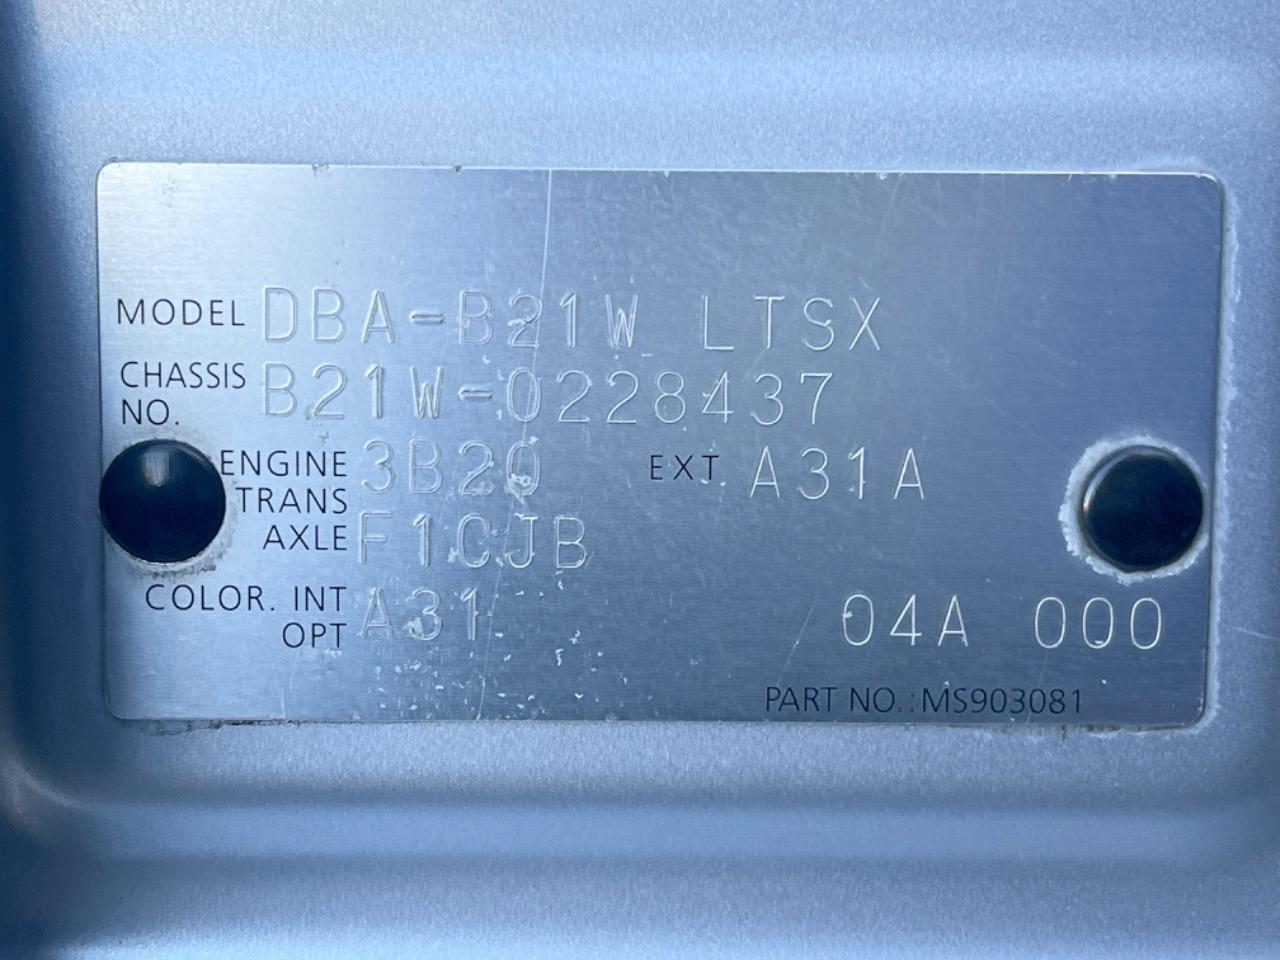 MODEL DBA-B21W LTSX
CHASSIS NO. B21W-0228437
ENGINE 3B20 EXT A31A
TRANS AXLE F1CJB
COLOR. INT OPT A31 04A 000
PART NO.:MS903081